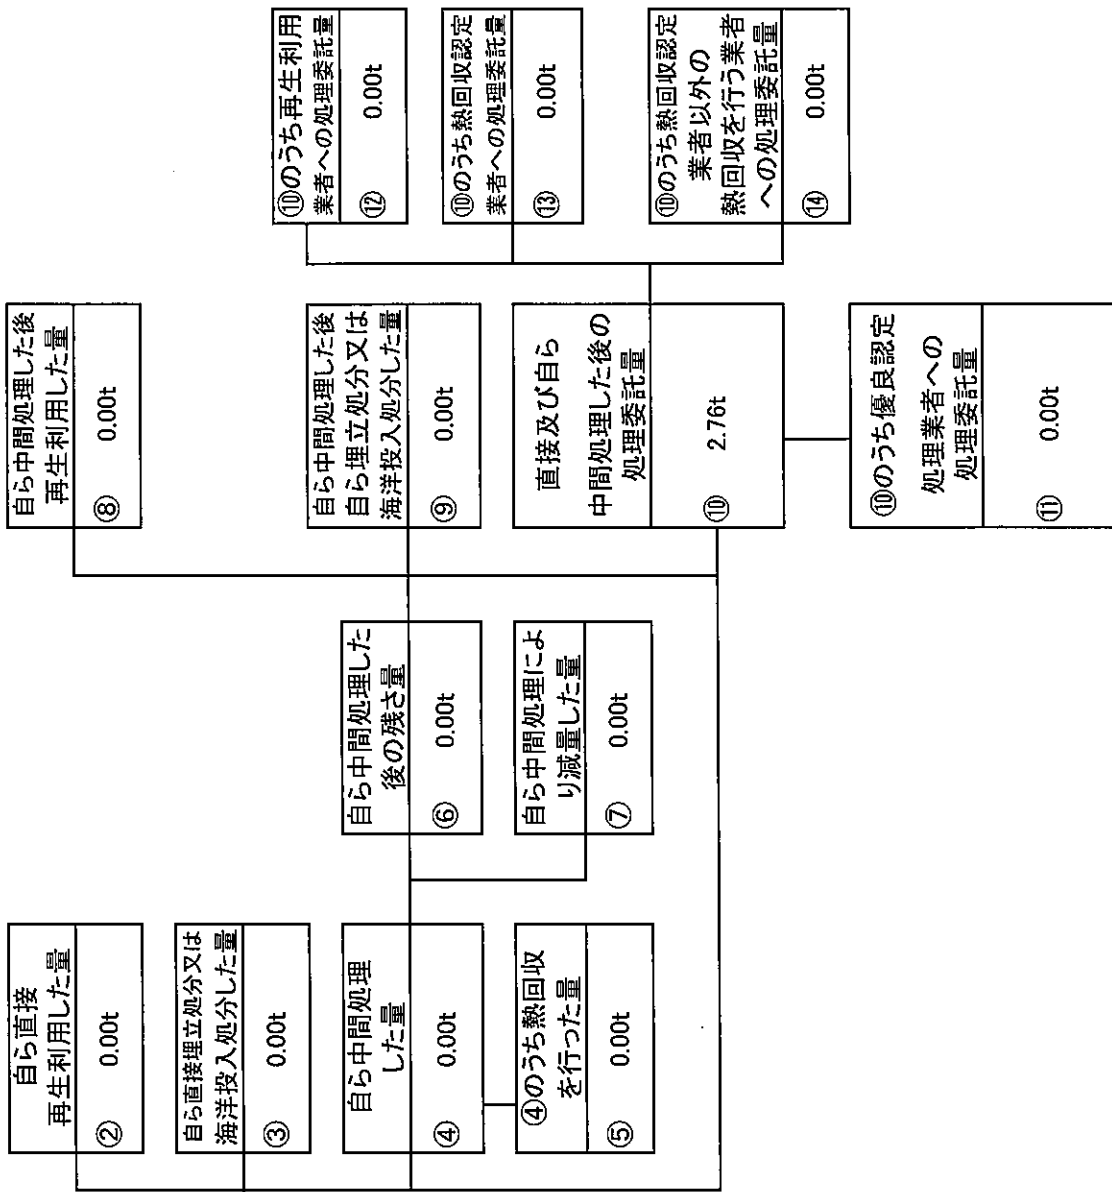 自ら直接
再生利用した量
② 0.00t
自ら直接埋立処分又は
海洋投入処分した量
③ 0.00t
自ら中間処理
した量
④ 0.00t
④のうち熱回収
を行った量
⑤ 0.00t
自ら中間処理した
後の残さ量
⑥ 0.00t
自ら中間処理によ
り減量した量
⑦ 0.00t
自ら中間処理した後
再生利用した量
⑧ 0.00t
自ら中間処理した後
自ら埋立処分又は
海洋投入処分した量
⑨ 0.00t
直接及び自ら
中間処理した後の
処理委託量
⑩ 2.76t
⑩のうち優良認定
処理業者への
処理委託量
⑪ 0.00t
⑩のうち再生利用
業者への処理委託量
⑫ 0.00t
⑩のうち熱回収認定
業者への処理委託量
⑬ 0.00t
⑩のうち熱回収認定
業者以外の
熱回収を行う業者
への処理委託量
⑭ 0.00t